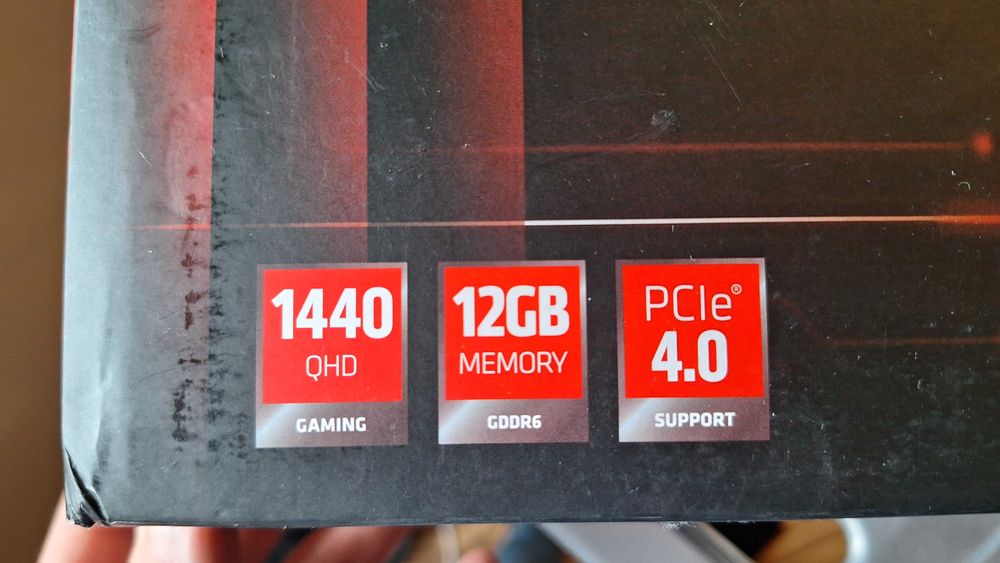 1440
QHD
GAMING
12GB
MEMORY
GDDR6
PCIe®
4.0
SUPPORT